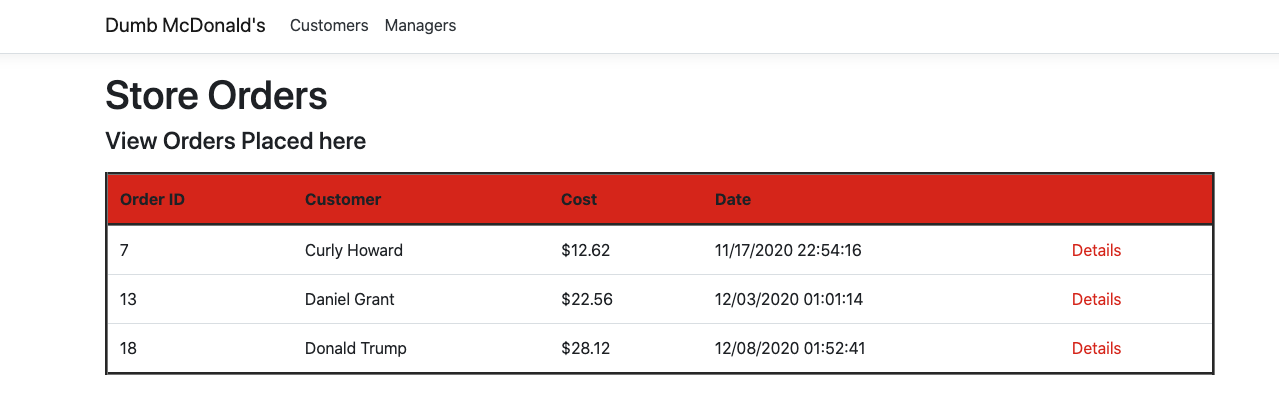 Dumb McDonald's Customers Managers
Store Orders
View Orders Placed here
Order ID Customer Cost Date
7 Curly Howard $12.62 11/17/2020 22:54:16 Details
13 Daniel Grant $22.56 12/03/2020 01:01:14 Details
18 Donald Trump $28.12 12/08/2020 01:52:41 Details